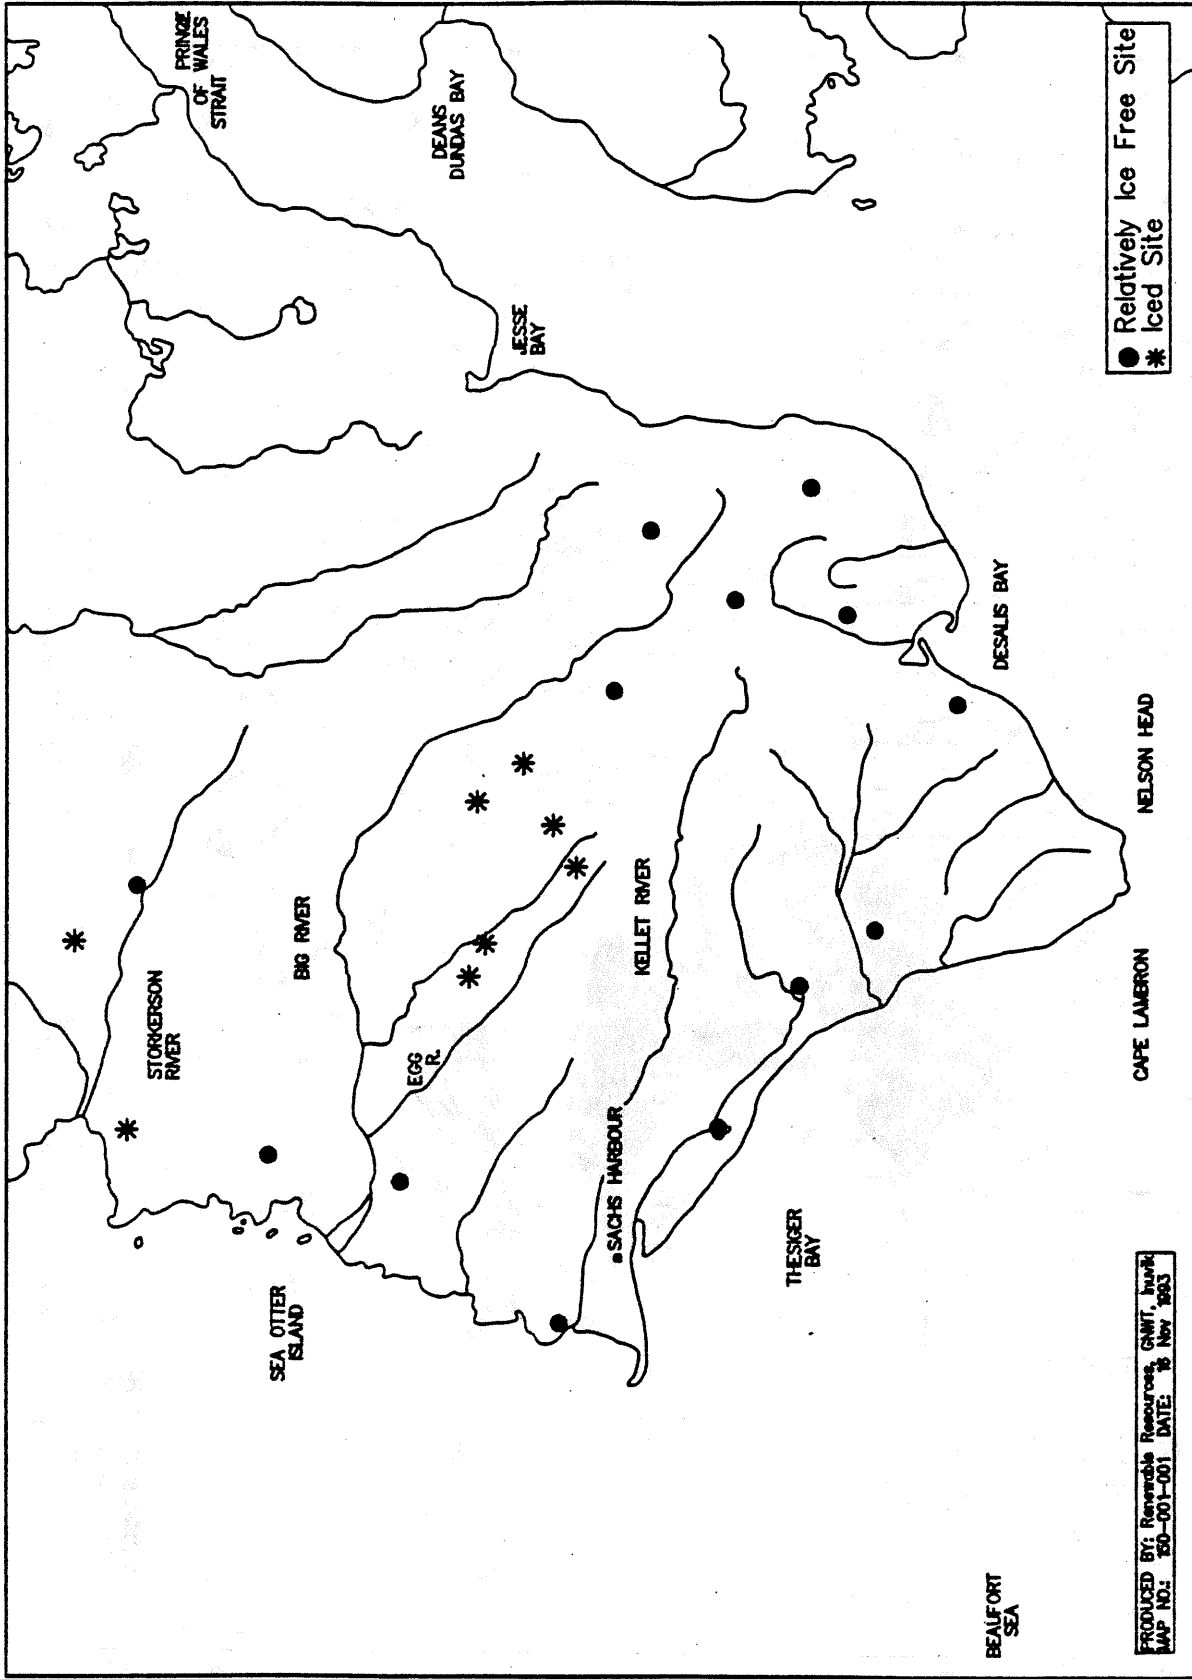 PRINCE
OF WALES
STRAIT
DEANS
DUNDAS BAY
JESSE
BAY
● Relatively Ice Free Site
✳ Iced Site
DESALIS BAY
NELSON HEAD
BIG RIVER
KELLET RIVER
STORKERSON
RIVER
EGG
R.
CAPE LAMBRON
SACHS HARBOUR
THESIGER
BAY
SEA OTTER
ISLAND
BEAUFORT
SEA
PRODUCED BY: Renewable Resources, GNWT, Inuvik
MAP NO.: 150-001-001 DATE: 16 Nov 1993